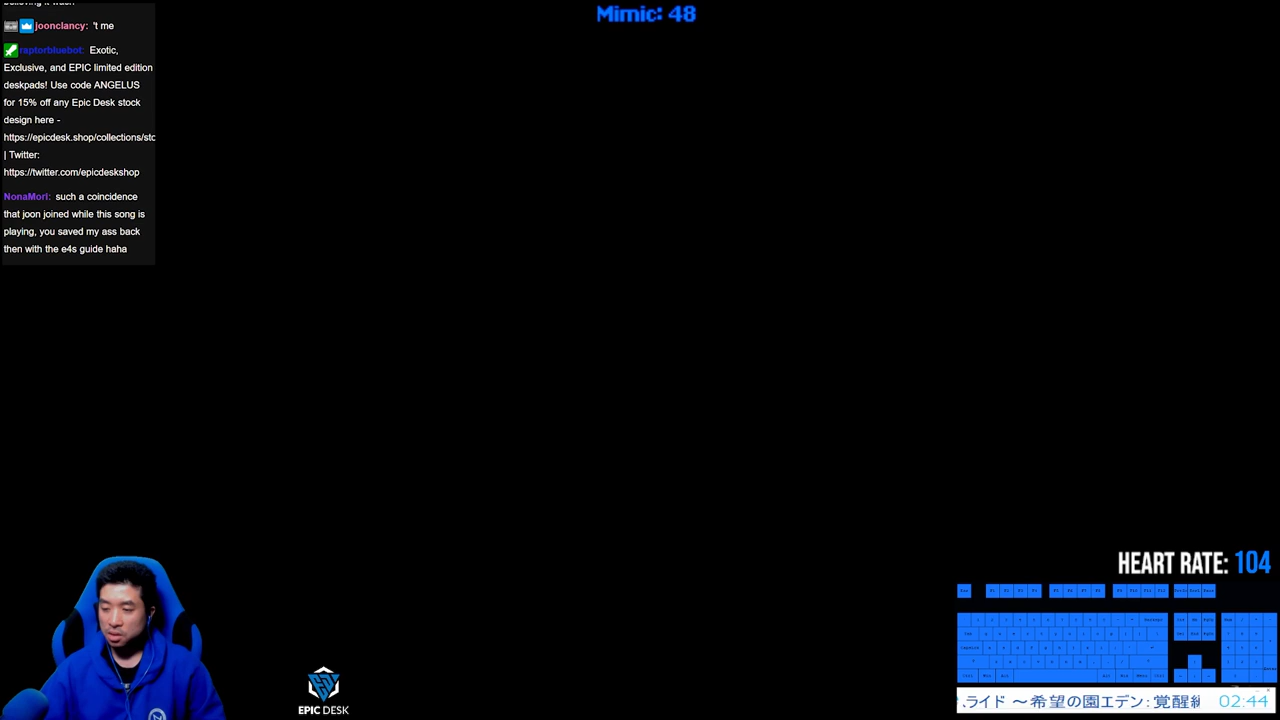 Mimic: 48
joonclancy: 't me
raptorbluebot: Exotic,
Exclusive, and EPIC limited edition
deskpads! Use code ANGELUS
for 15% off any Epic Desk stock
design here -
https://epicdesk.shop/collections/stc
| Twitter:
https://twitter.com/epicdeskshop
NonaMori: such a coincidence
that joon joined while this song is
playing, you saved my ass back
then with the e4s guide haha
EPIC DESK
HEART RATE: 104
ライド ～希望の園エデン: 覚醒編
02:44